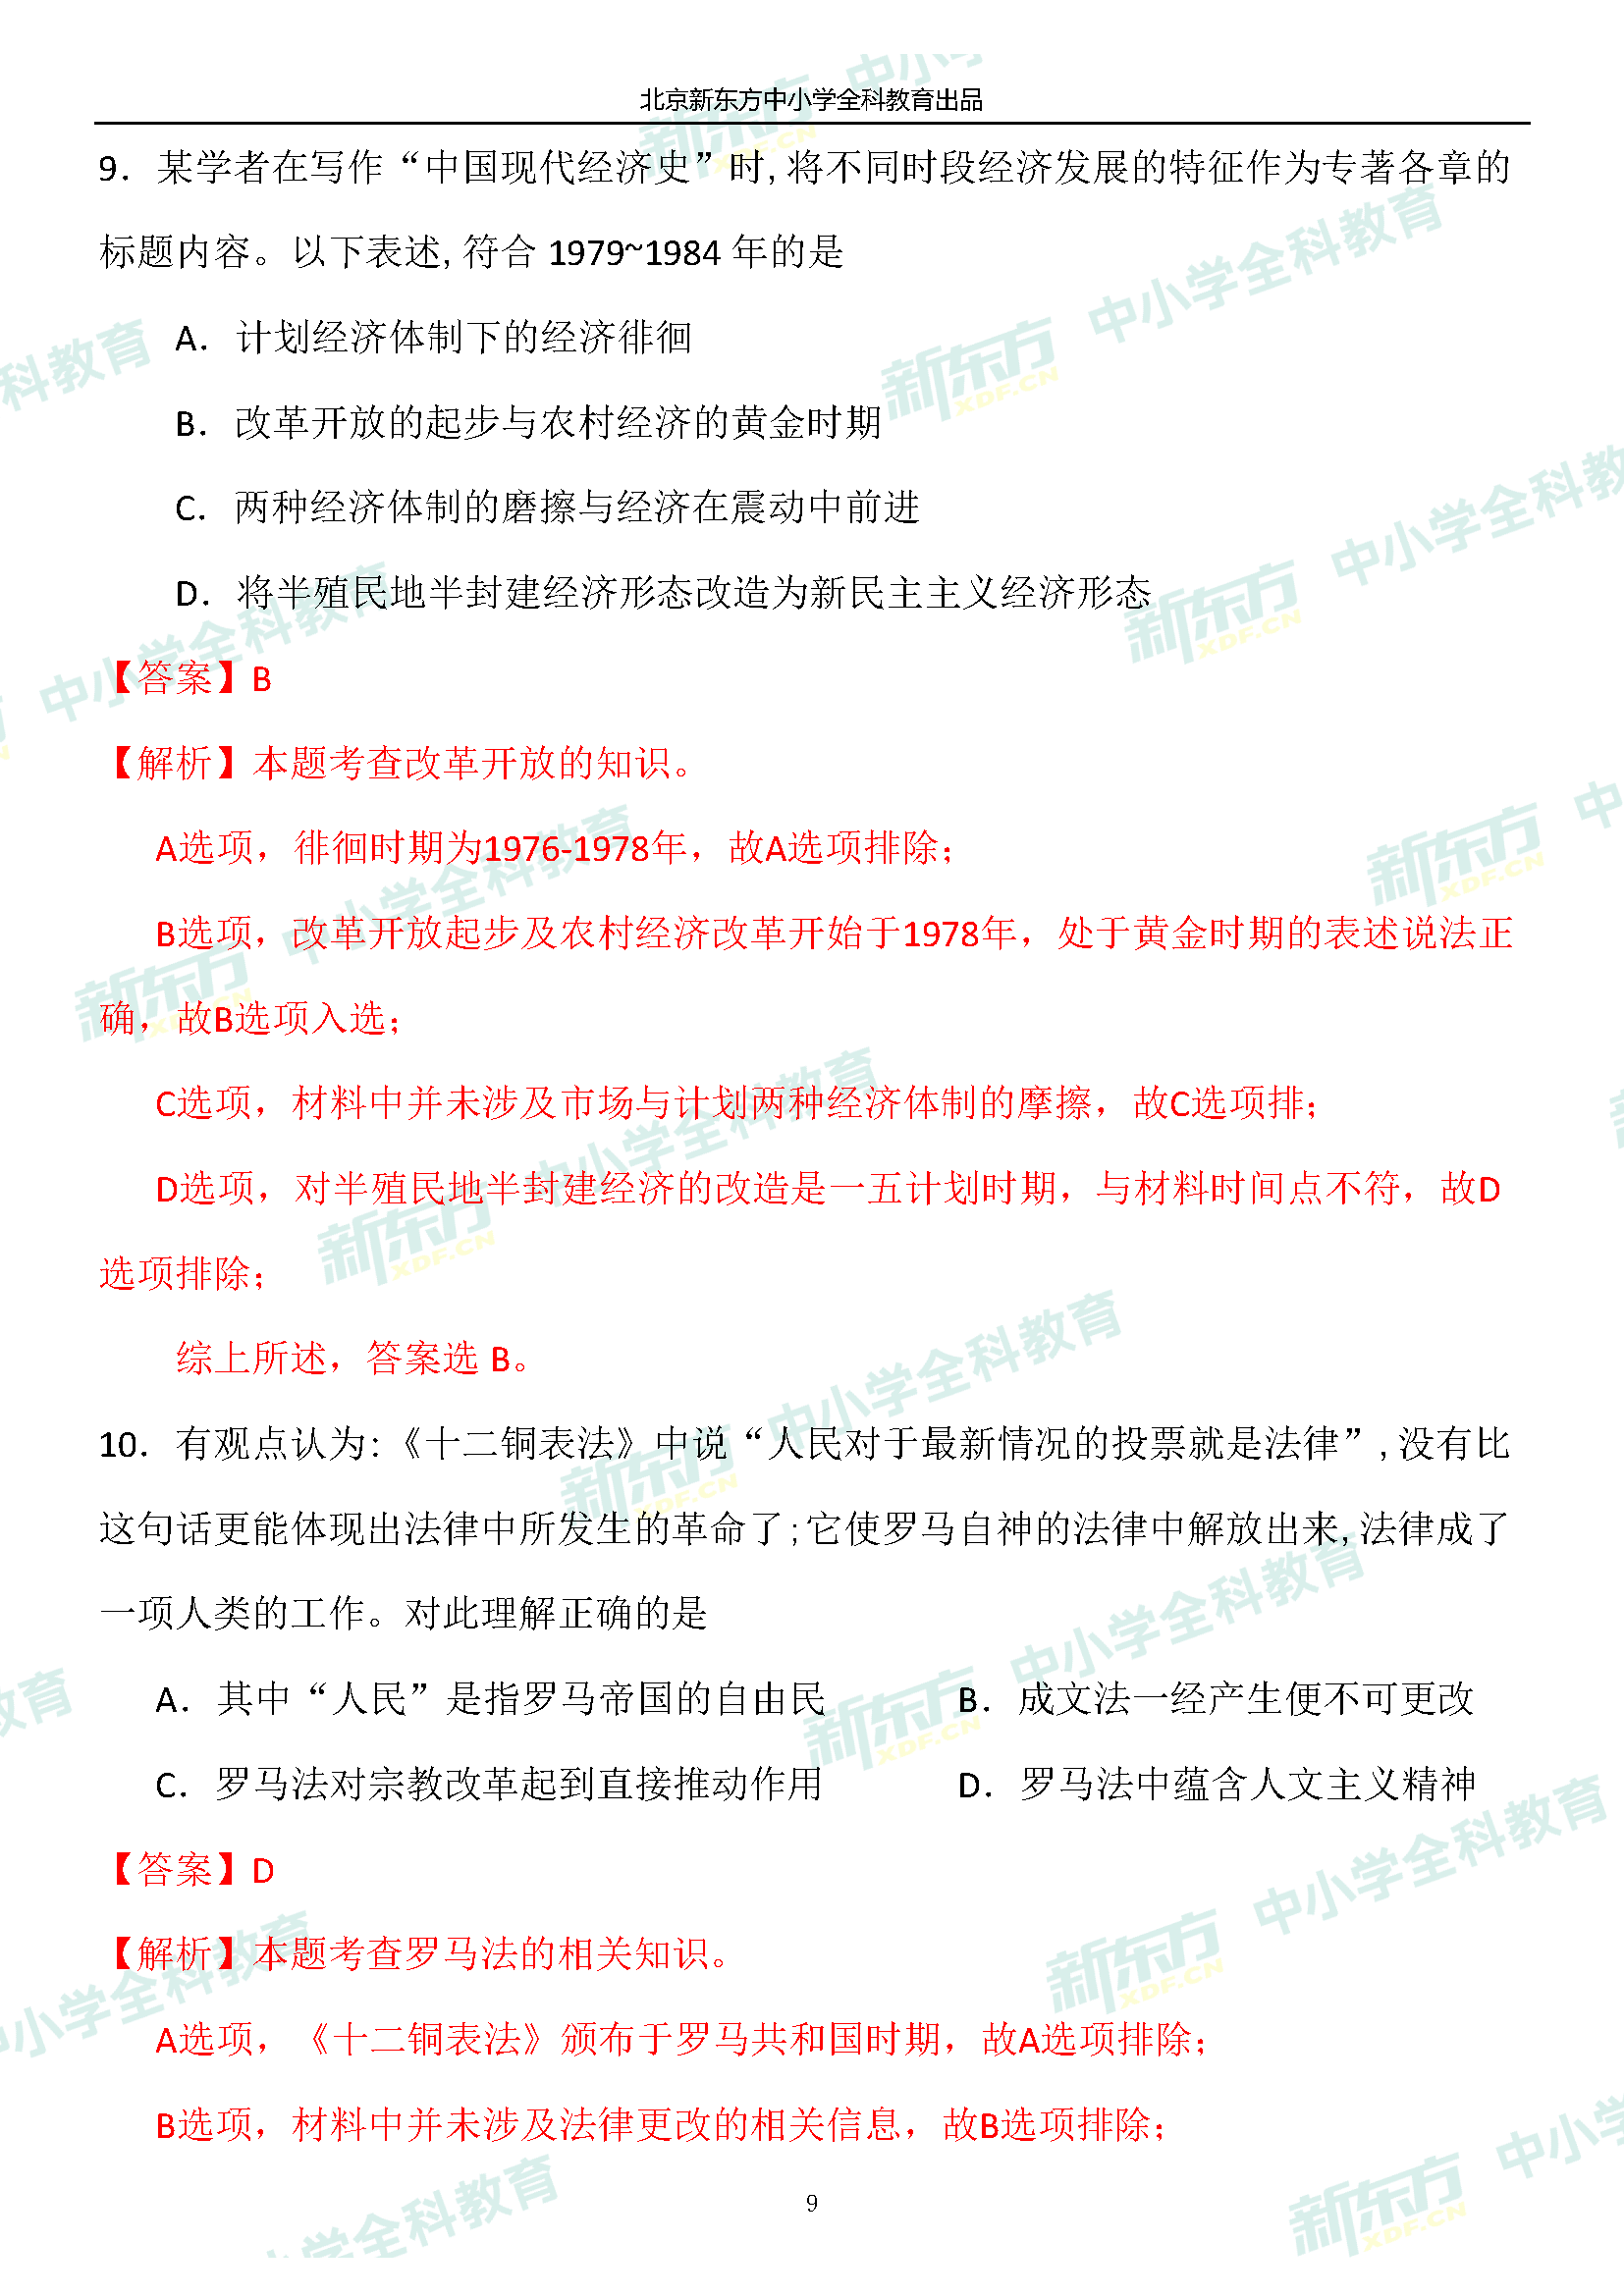 北京新东方中小学全科教育出品
9. 某学者在写作“中国现代经济史”时,将不同时段经济发展的特征作为专著各章的
标题内容。以下表述,符合 1979~1984 年的是
A. 计划经济体制下的经济徘徊
B. 改革开放的起步与农村经济的黄金时期
C. 两种经济体制的磨擦与经济在震动中前进
D. 将半殖民地半封建经济形态改造为新民主主义经济形态
【答案】B
【解析】本题考查改革开放的知识。
A选项，徘徊时期为1976-1978年，故A选项排除；
B选项，改革开放起步及农村经济改革开始于1978年，处于黄金时期的表述说法正
确，故B选项入选；
C选项，材料中并未涉及市场与计划两种经济体制的摩擦，故C选项排；
D选项，对半殖民地半封建经济的改造是一五计划时期，与材料时间点不符，故D
选项排除；
综上所述，答案选 B。
10. 有观点认为:《十二铜表法》中说“人民对于最新情况的投票就是法律”,没有比
这句话更能体现出法律中所发生的革命了;它使罗马自神的法律中解放出来,法律成了
一项人类的工作。对此理解正确的是
A. 其中“人民”是指罗马帝国的自由民 B. 成文法一经产生便不可更改
C. 罗马法对宗教改革起到直接推动作用 D. 罗马法中蕴含人文主义精神
【答案】D
【解析】本题考查罗马法的相关知识。
A选项，《十二铜表法》颁布于罗马共和国时期，故A选项排除；
B选项，材料中并未涉及法律更改的相关信息，故B选项排除；
9
新东方 XDF.CN 中小学全科教育